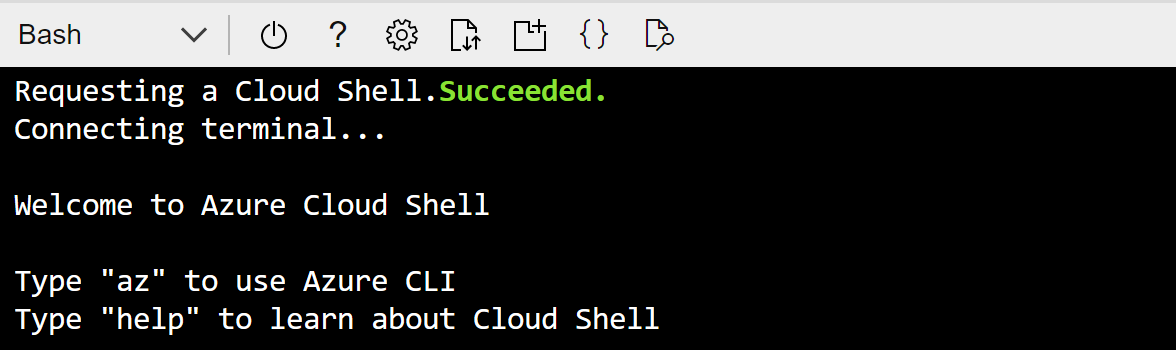 Bash
Requesting a Cloud Shell.Succeeded.
Connecting terminal...
Welcome to Azure Cloud Shell
Type "az" to use Azure CLI
Type "help" to learn about Cloud Shell